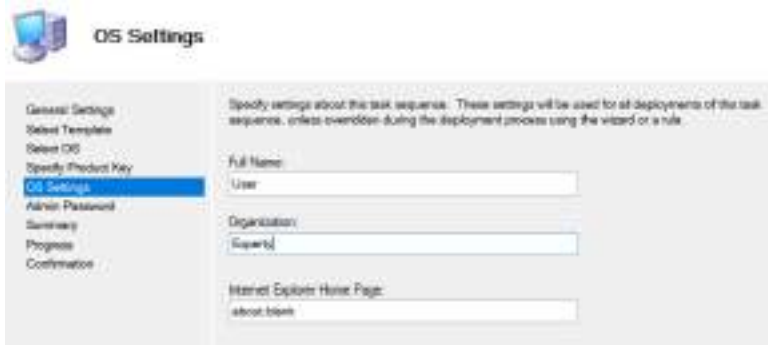 OS Settings
General Settings
Select Template
Select OS
Specify Product Key
OS Settings
Admin Password
Summary
Progress
Confirmation
Specify settings about this task sequence. These settings will be used for all deployments of this task
sequence, unless overridden during the deployment process using the wizard or a rule.
Full Name:
User
Organization:
Experts
Internet Explorer Home Page:
about:blank